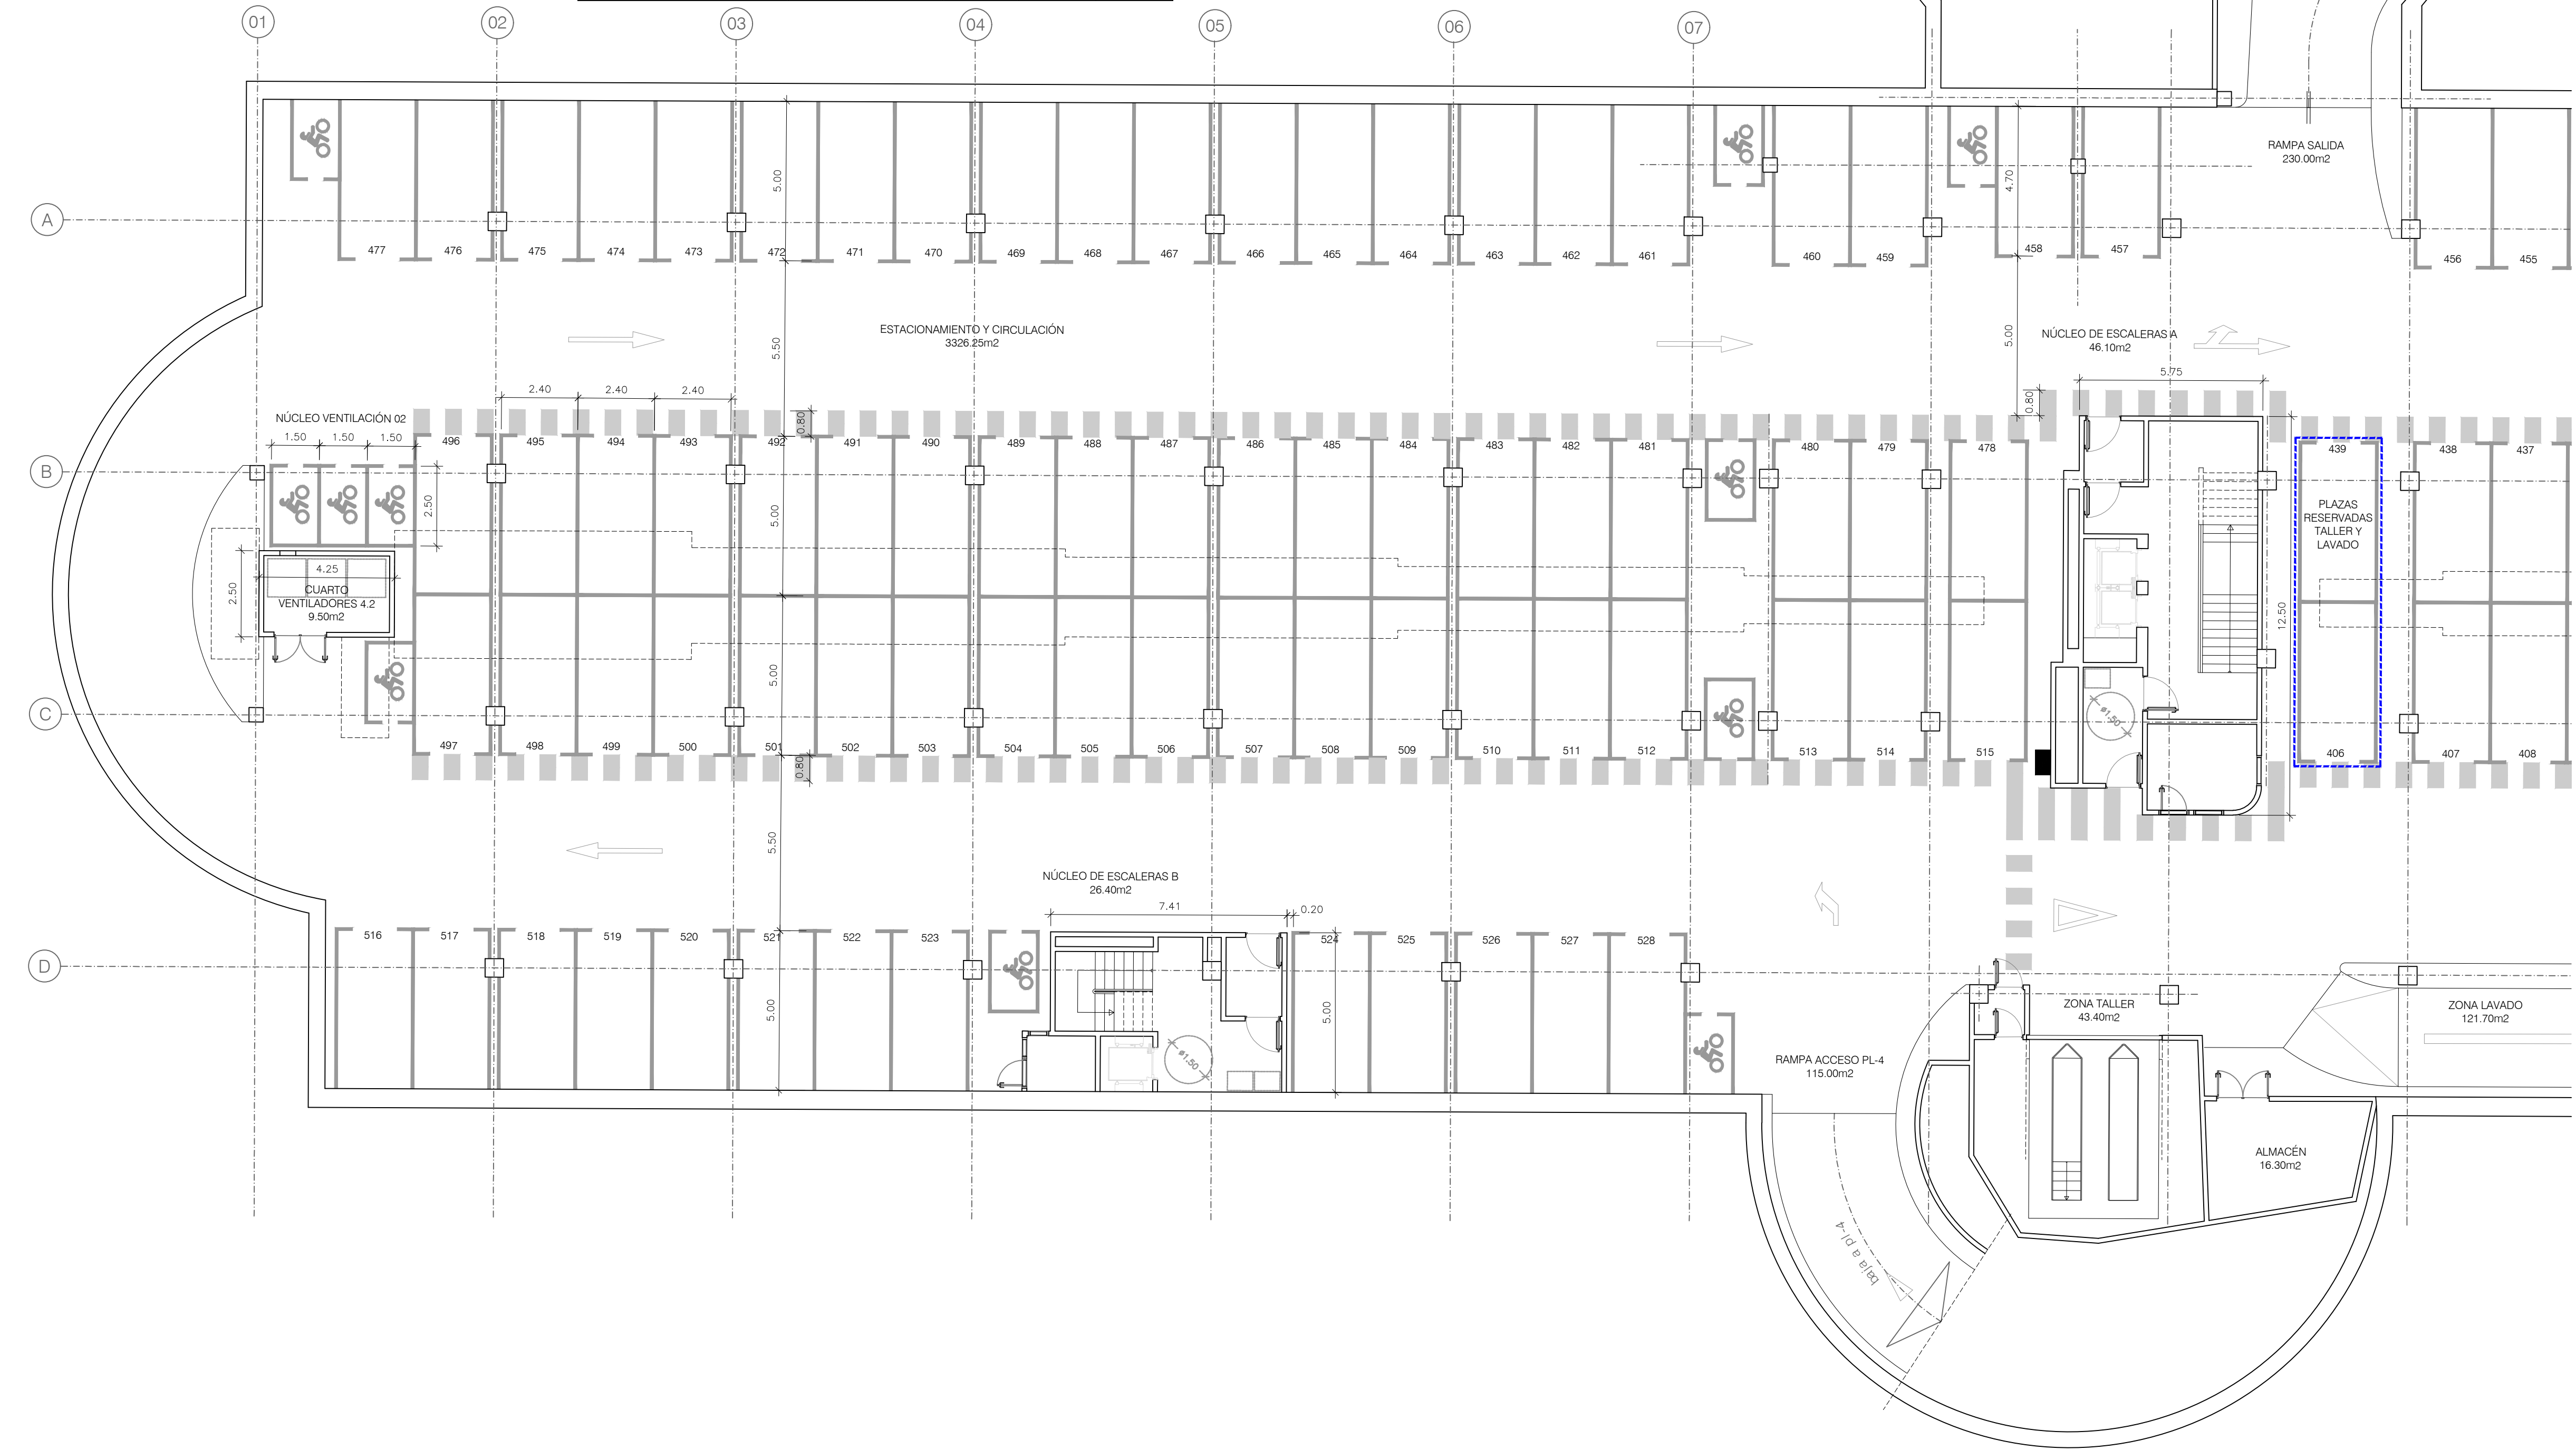 01 02 03 04 05 06 07
RAMPA SALIDA
230.00m2
5.00
4.70
A
477 476 475 474 473 472 471 470 469 468 467 466 465 464 463 462 461 460 459 458 457 456 455
ESTACIONAMIENTO Y CIRCULACIÓN
3326.25m2
5.50
5.00
NÚCLEO DE ESCALERAS A
46.10m2
5.75
2.40 2.40 2.40
0.80
0.80
NÚCLEO VENTILACIÓN 02
1.50 1.50 1.50
496 495 494 493 492 491 490 489 488 487 486 485 484 483 482 481 480 479 478 439 438 437
B
2.50
5.00
PLAZAS
RESERVADAS
TALLER Y
LAVADO
4.25
2.50
CUARTO
VENTILADORES 4.2
9.50m2
12.50
5.00
C
ø1.50
497 498 499 500 501 502 503 504 505 506 507 508 509 510 511 512 513 514 515 406 407 408
0.80
5.50
NÚCLEO DE ESCALERAS B
26.40m2
7.41
0.20
516 517 518 519 520 521 522 523 524 525 526 527 528
D
5.00
5.00
ø1.50
ZONA TALLER
43.40m2
ZONA LAVADO
121.70m2
RAMPA ACCESO PL-4
115.00m2
ALMACÉN
16.30m2
baja a pl-4